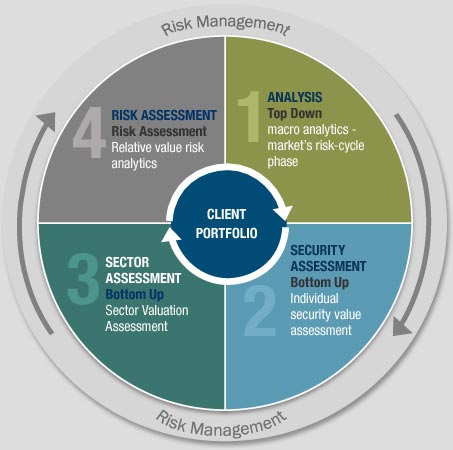 Risk Management
4
RISK ASSESSMENT
Risk Assessment
Relative value risk
analytics
1
ANALYSIS
Top Down
macro analytics -
market's risk-cycle
phase
CLIENT
PORTFOLIO
2
SECURITY
ASSESSMENT
Bottom Up
Individual
security value
assessment
3
SECTOR
ASSESSMENT
Bottom Up
Sector Valuation
Assessment
Risk Management